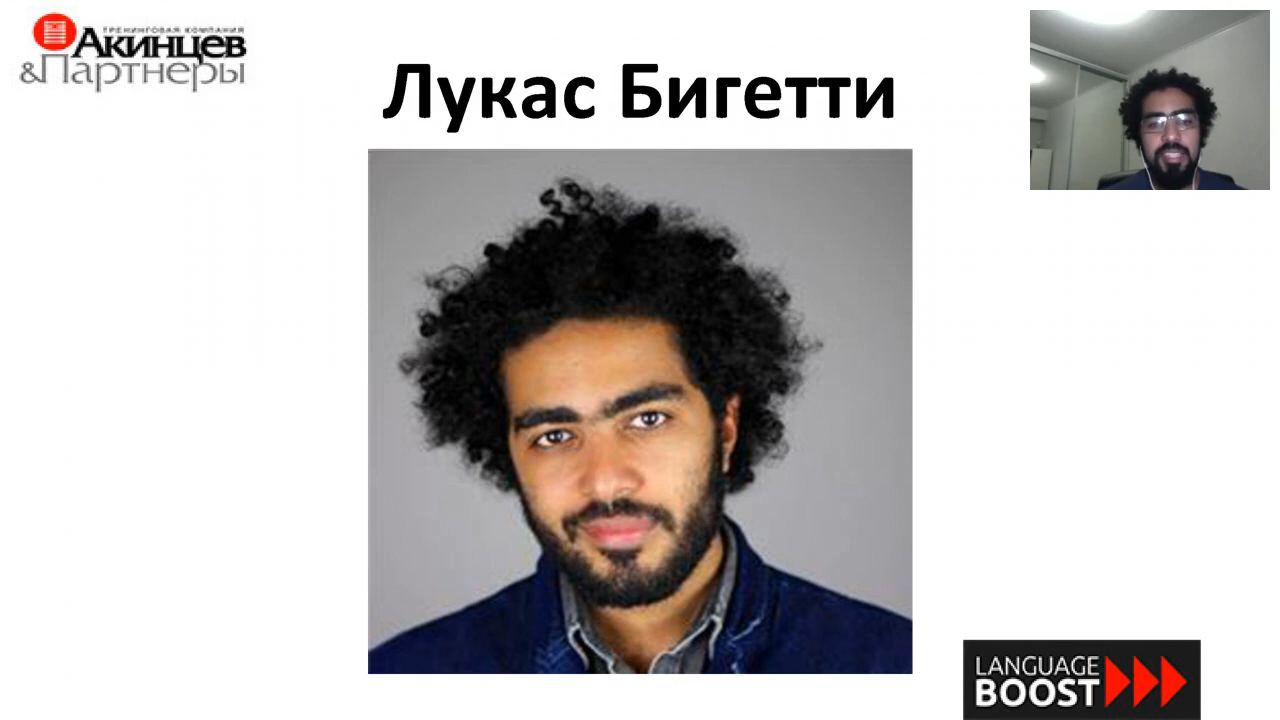 ТРЕНИНГОВАЯ КОМПАНИЯ
АКИНЦЕВ
&Партнеры
Лукас Бигетти
LANGUAGE
BOOST